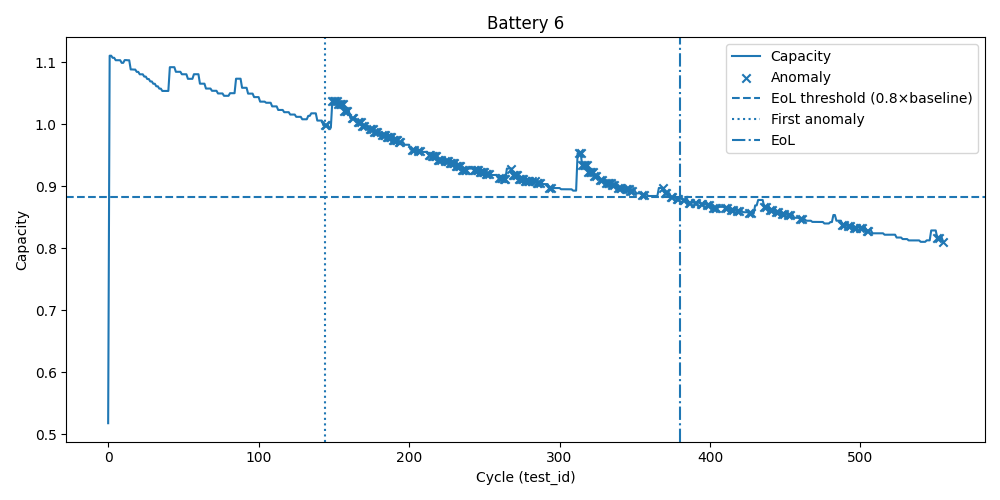 Battery 6
Capacity
Anomaly
EoL threshold (0.8×baseline)
First anomaly
EoL
1.1
1.0
0.9
0.8
0.7
0.6
0.5
Capacity
0 100 200 300 400 500
Cycle (test_id)